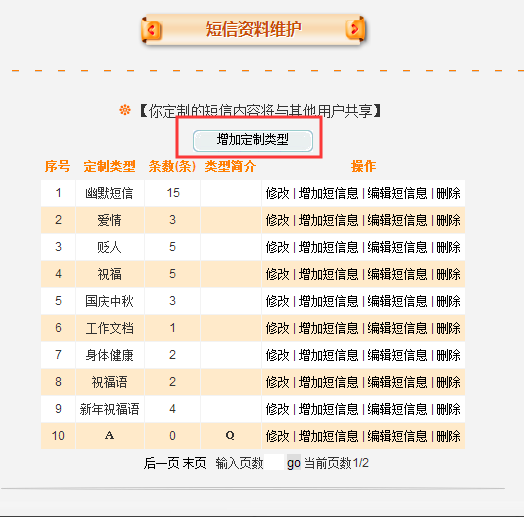 短信资料维护
【你定制的短信内容将与其他用户共享】
增加定制类型
序号 定制类型 条数(条) 类型简介 操作
1 幽默短信 15 修改 | 增加短信息 | 编辑短信息 | 删除
2 爱情 3 修改 | 增加短信息 | 编辑短信息 | 删除
3 贬人 5 修改 | 增加短信息 | 编辑短信息 | 删除
4 祝福 5 修改 | 增加短信息 | 编辑短信息 | 删除
5 国庆中秋 3 修改 | 增加短信息 | 编辑短信息 | 删除
6 工作文档 1 修改 | 增加短信息 | 编辑短信息 | 删除
7 身体健康 2 修改 | 增加短信息 | 编辑短信息 | 删除
8 祝福语 2 修改 | 增加短信息 | 编辑短信息 | 删除
9 新年祝福语 4 修改 | 增加短信息 | 编辑短信息 | 删除
10 A 0 Q 修改 | 增加短信息 | 编辑短信息 | 删除
后一页 末页 输入页数 go 当前页数1/2